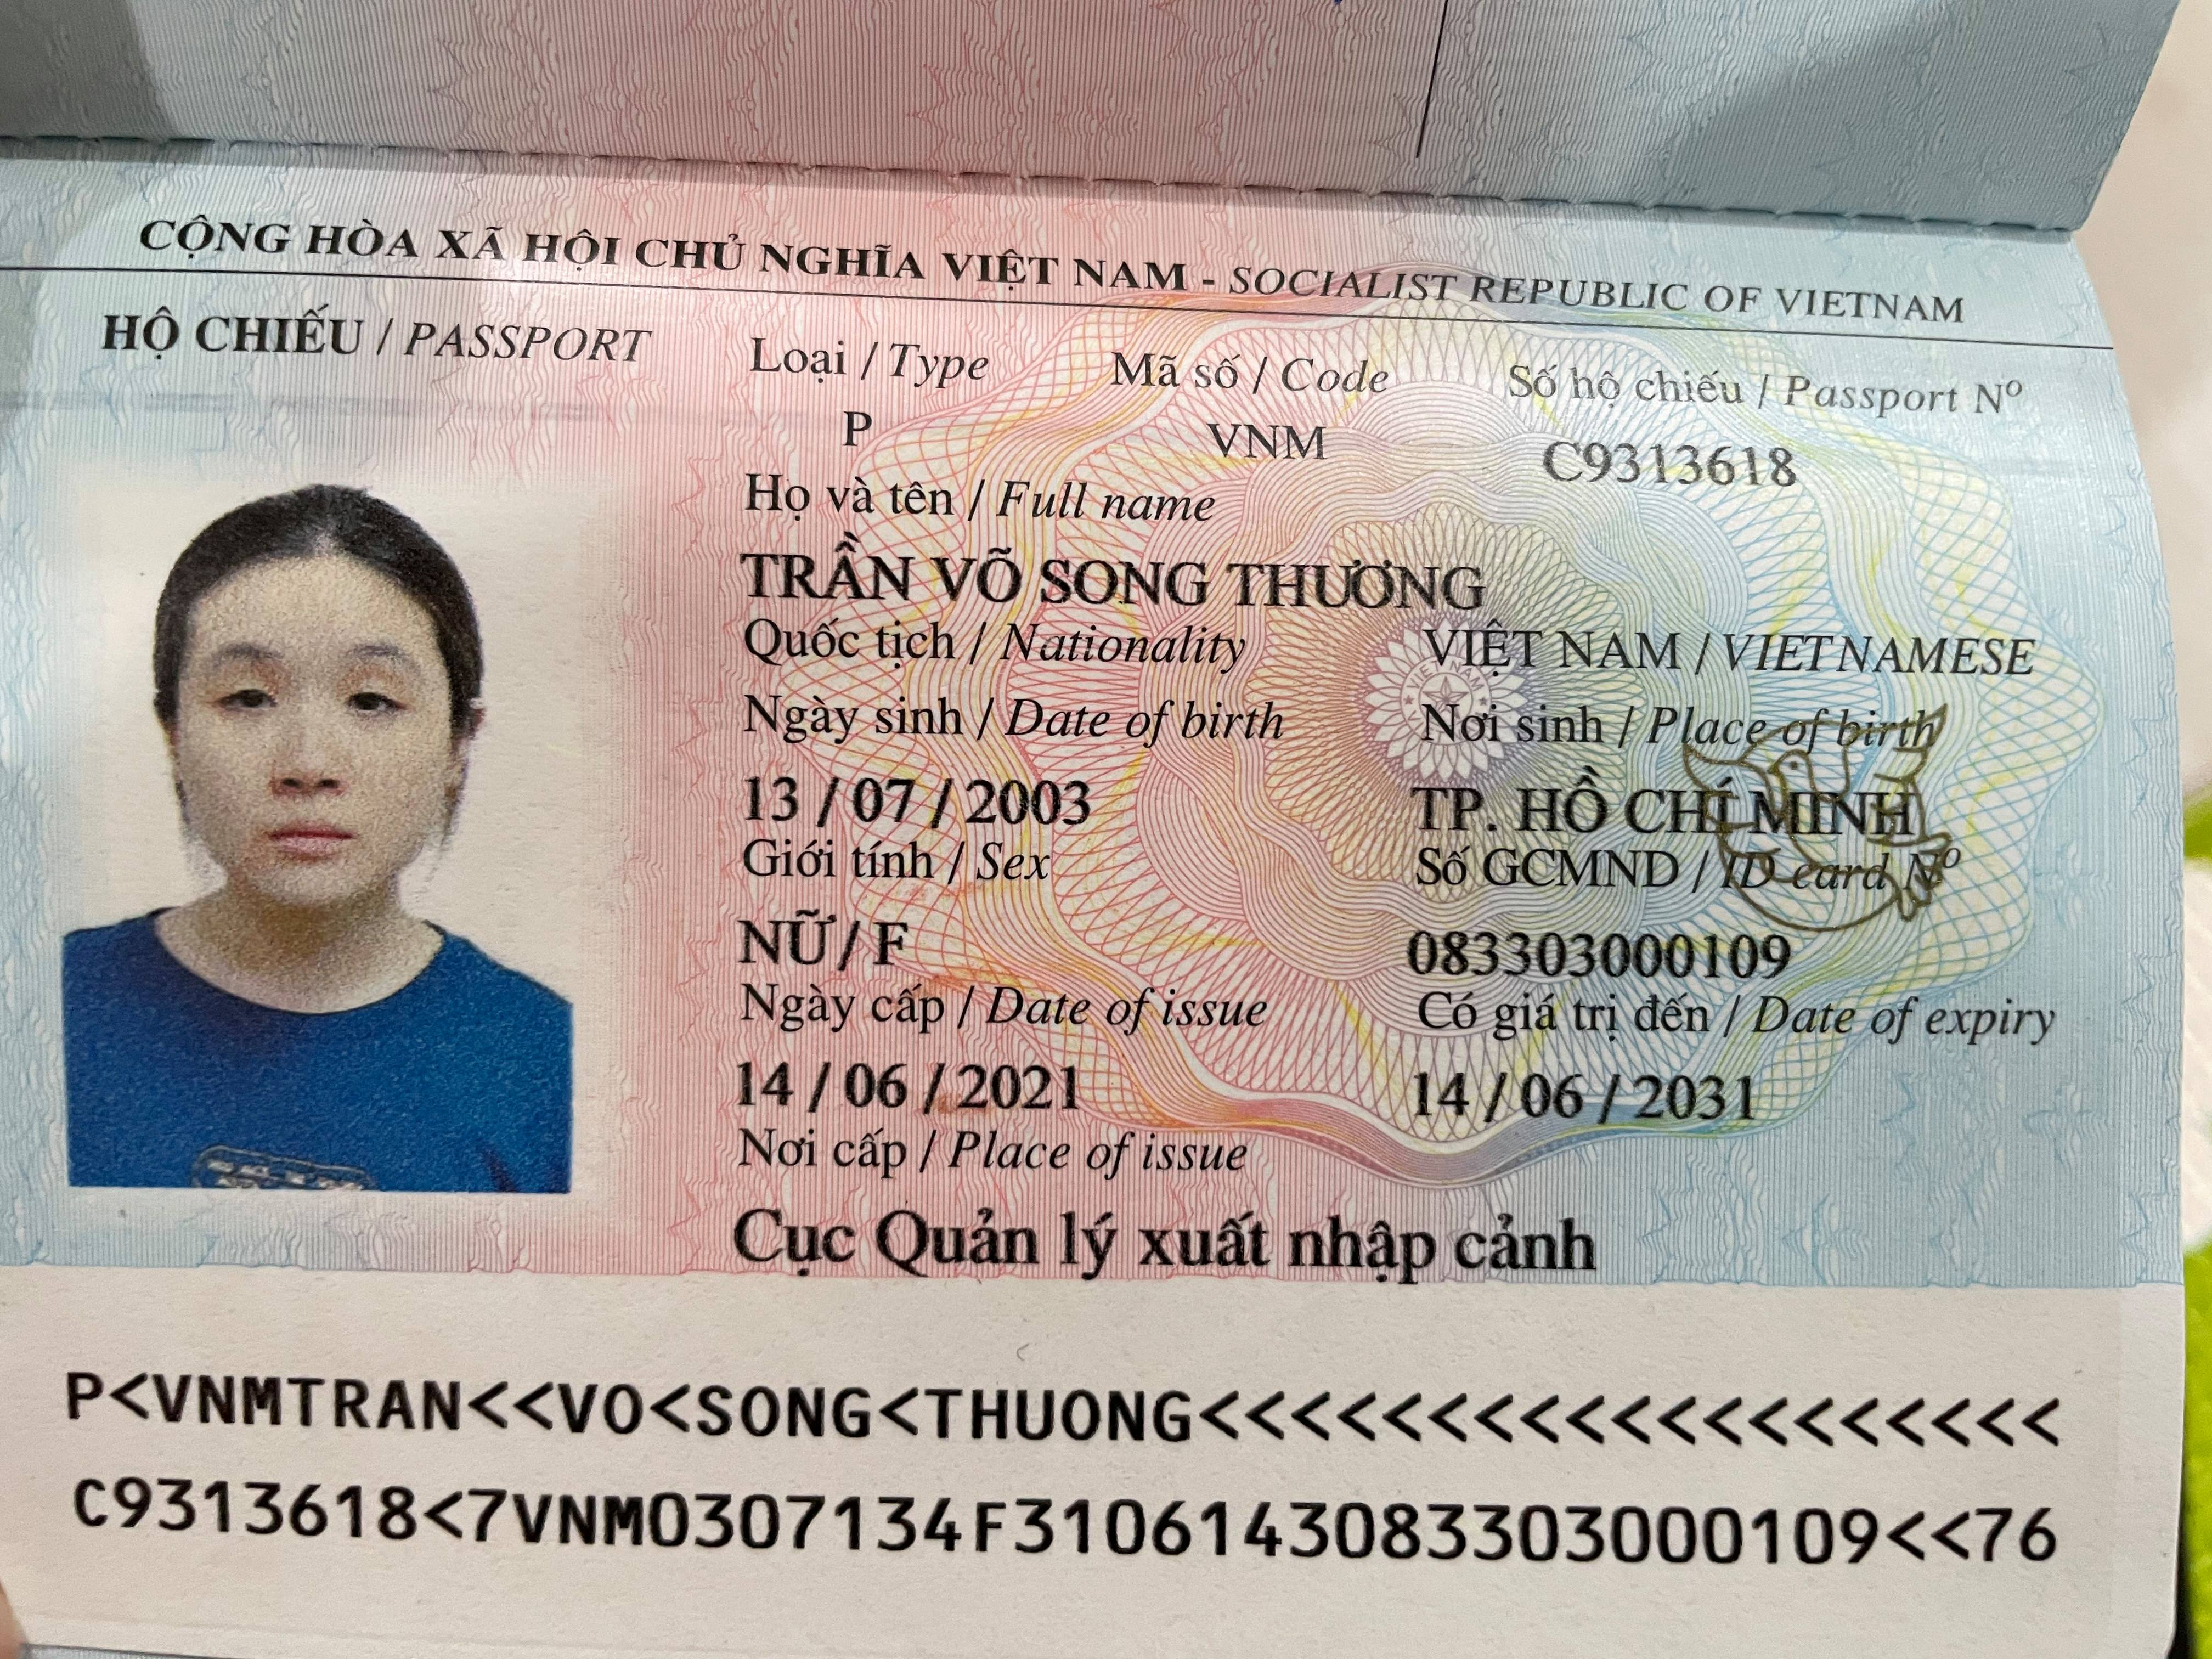 CỘNG HÒA XÃ HỘI CHỦ NGHĨA VIỆT NAM - SOCIALIST REPUBLIC OF VIETNAM
HỘ CHIẾU / PASSPORT
Loại / Type Mã số / Code Số hộ chiếu / Passport Nº
P VNM C9313618
Họ và tên / Full name
TRẦN VÕ SONG THƯƠNG
Quốc tịch / Nationality VIỆT NAM / VIETNAMESE
Ngày sinh / Date of birth Nơi sinh / Place of birth
13 / 07 / 2003 TP. HỒ CHÍ MINH
Giới tính / Sex Số GCMND / ID card Nº
NỮ / F 083303000109
Ngày cấp / Date of issue Có giá trị đến / Date of expiry
14 / 06 / 2021 14 / 06 / 2031
Nơi cấp / Place of issue
Cục Quản lý xuất nhập cảnh
P<VNMTRAN<<VO<SONG<THUONG<<<<<<<<<<<<<<<<<<<
C9313618<7VNM0307134F3106143083303000109<<76